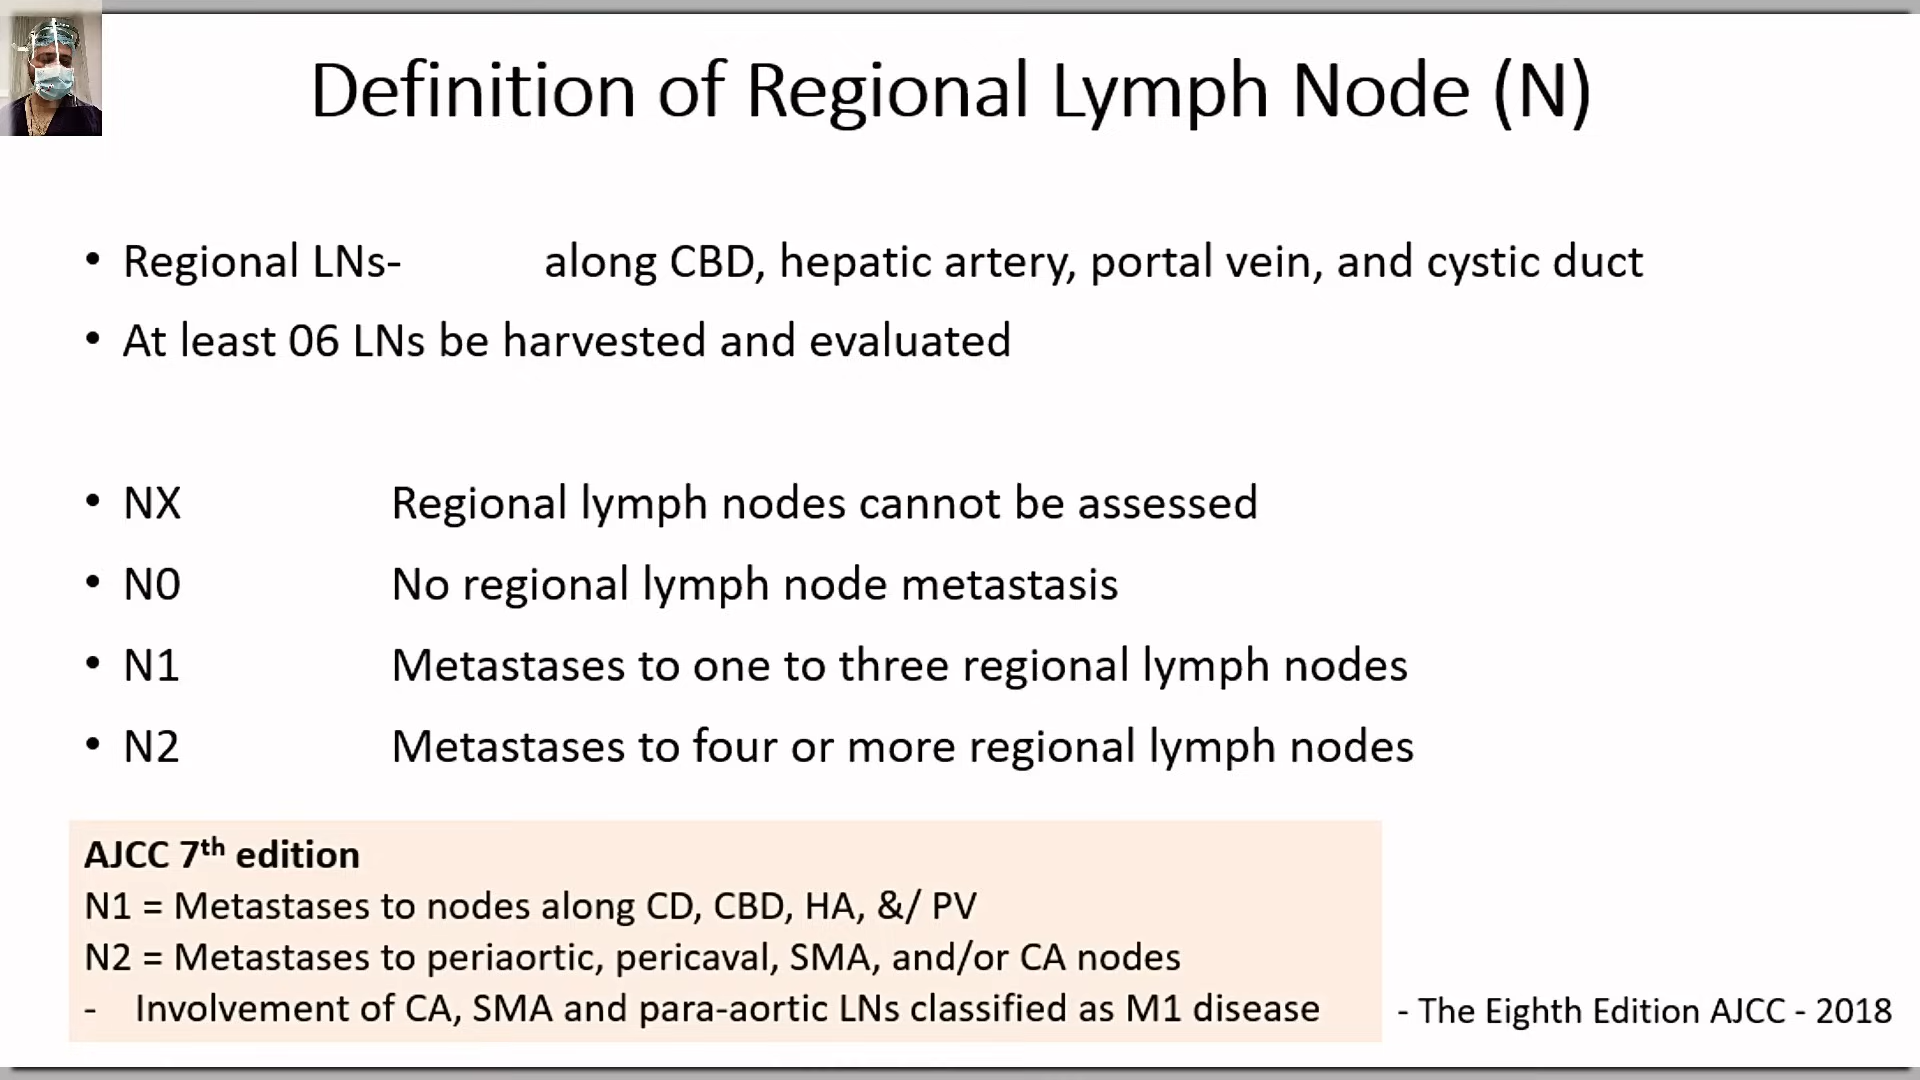 Definition of Regional Lymph Node (N)
• Regional LNs- along CBD, hepatic artery, portal vein, and cystic duct
• At least 06 LNs be harvested and evaluated
• NX Regional lymph nodes cannot be assessed
• N0 No regional lymph node metastasis
• N1 Metastases to one to three regional lymph nodes
• N2 Metastases to four or more regional lymph nodes
AJCC 7th edition
N1 = Metastases to nodes along CD, CBD, HA, &/ PV
N2 = Metastases to periaortic, pericaval, SMA, and/or CA nodes
- Involvement of CA, SMA and para-aortic LNs classified as M1 disease
- The Eighth Edition AJCC - 2018